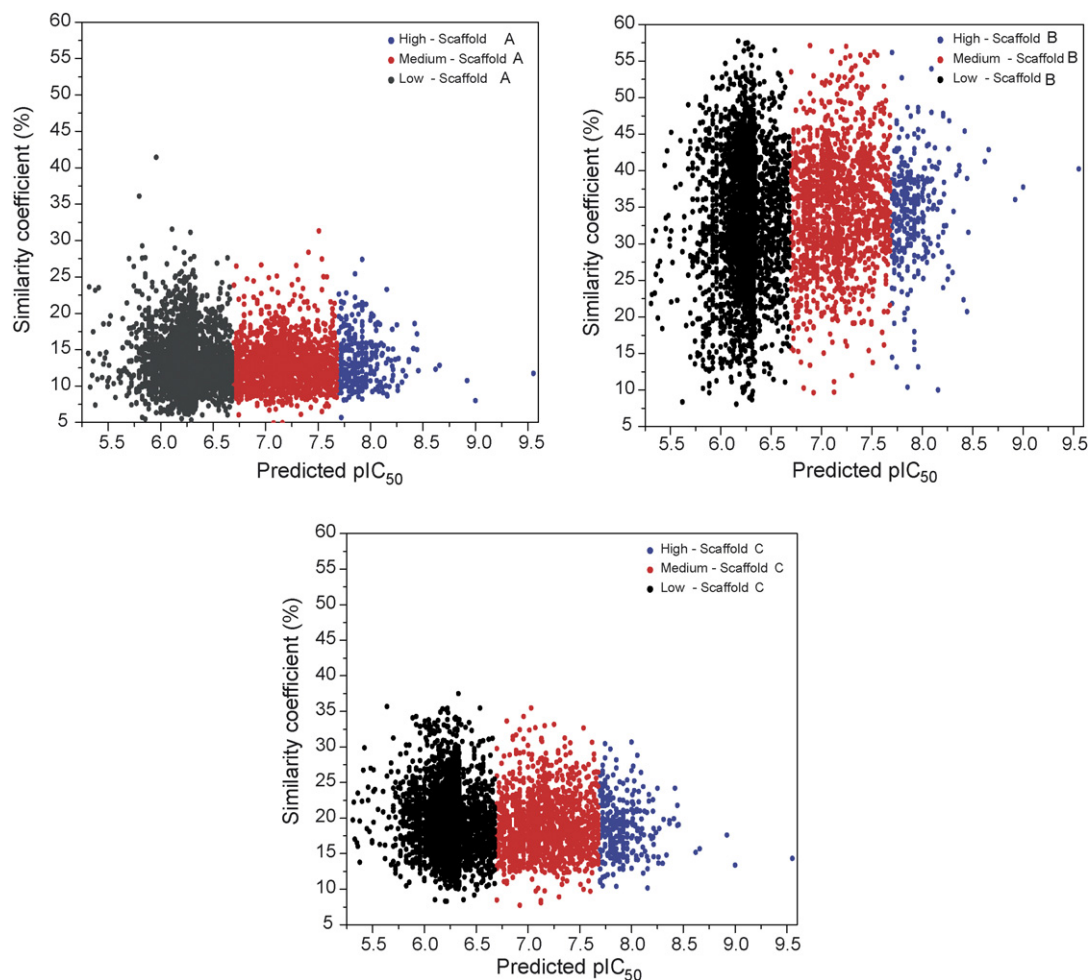 60
55
50
45
40
35
30
25
20
15
10
5
Similarity coefficient (%)
High - Scaffold A
Medium - Scaffold A
Low - Scaffold A
5.5 6.0 6.5 7.0 7.5 8.0 8.5 9.0 9.5
Predicted pIC50
60
55
50
45
40
35
30
25
20
15
10
5
Similarity coefficient (%)
High - Scaffold B
Medium - Scaffold B
Low - Scaffold B
5.5 6.0 6.5 7.0 7.5 8.0 8.5 9.0 9.5
Predicted pIC50
60
55
50
45
40
35
30
25
20
15
10
5
Similarity coefficient (%)
High - Scaffold C
Medium - Scaffold C
Low - Scaffold C
5.5 6.0 6.5 7.0 7.5 8.0 8.5 9.0 9.5
Predicted pIC50